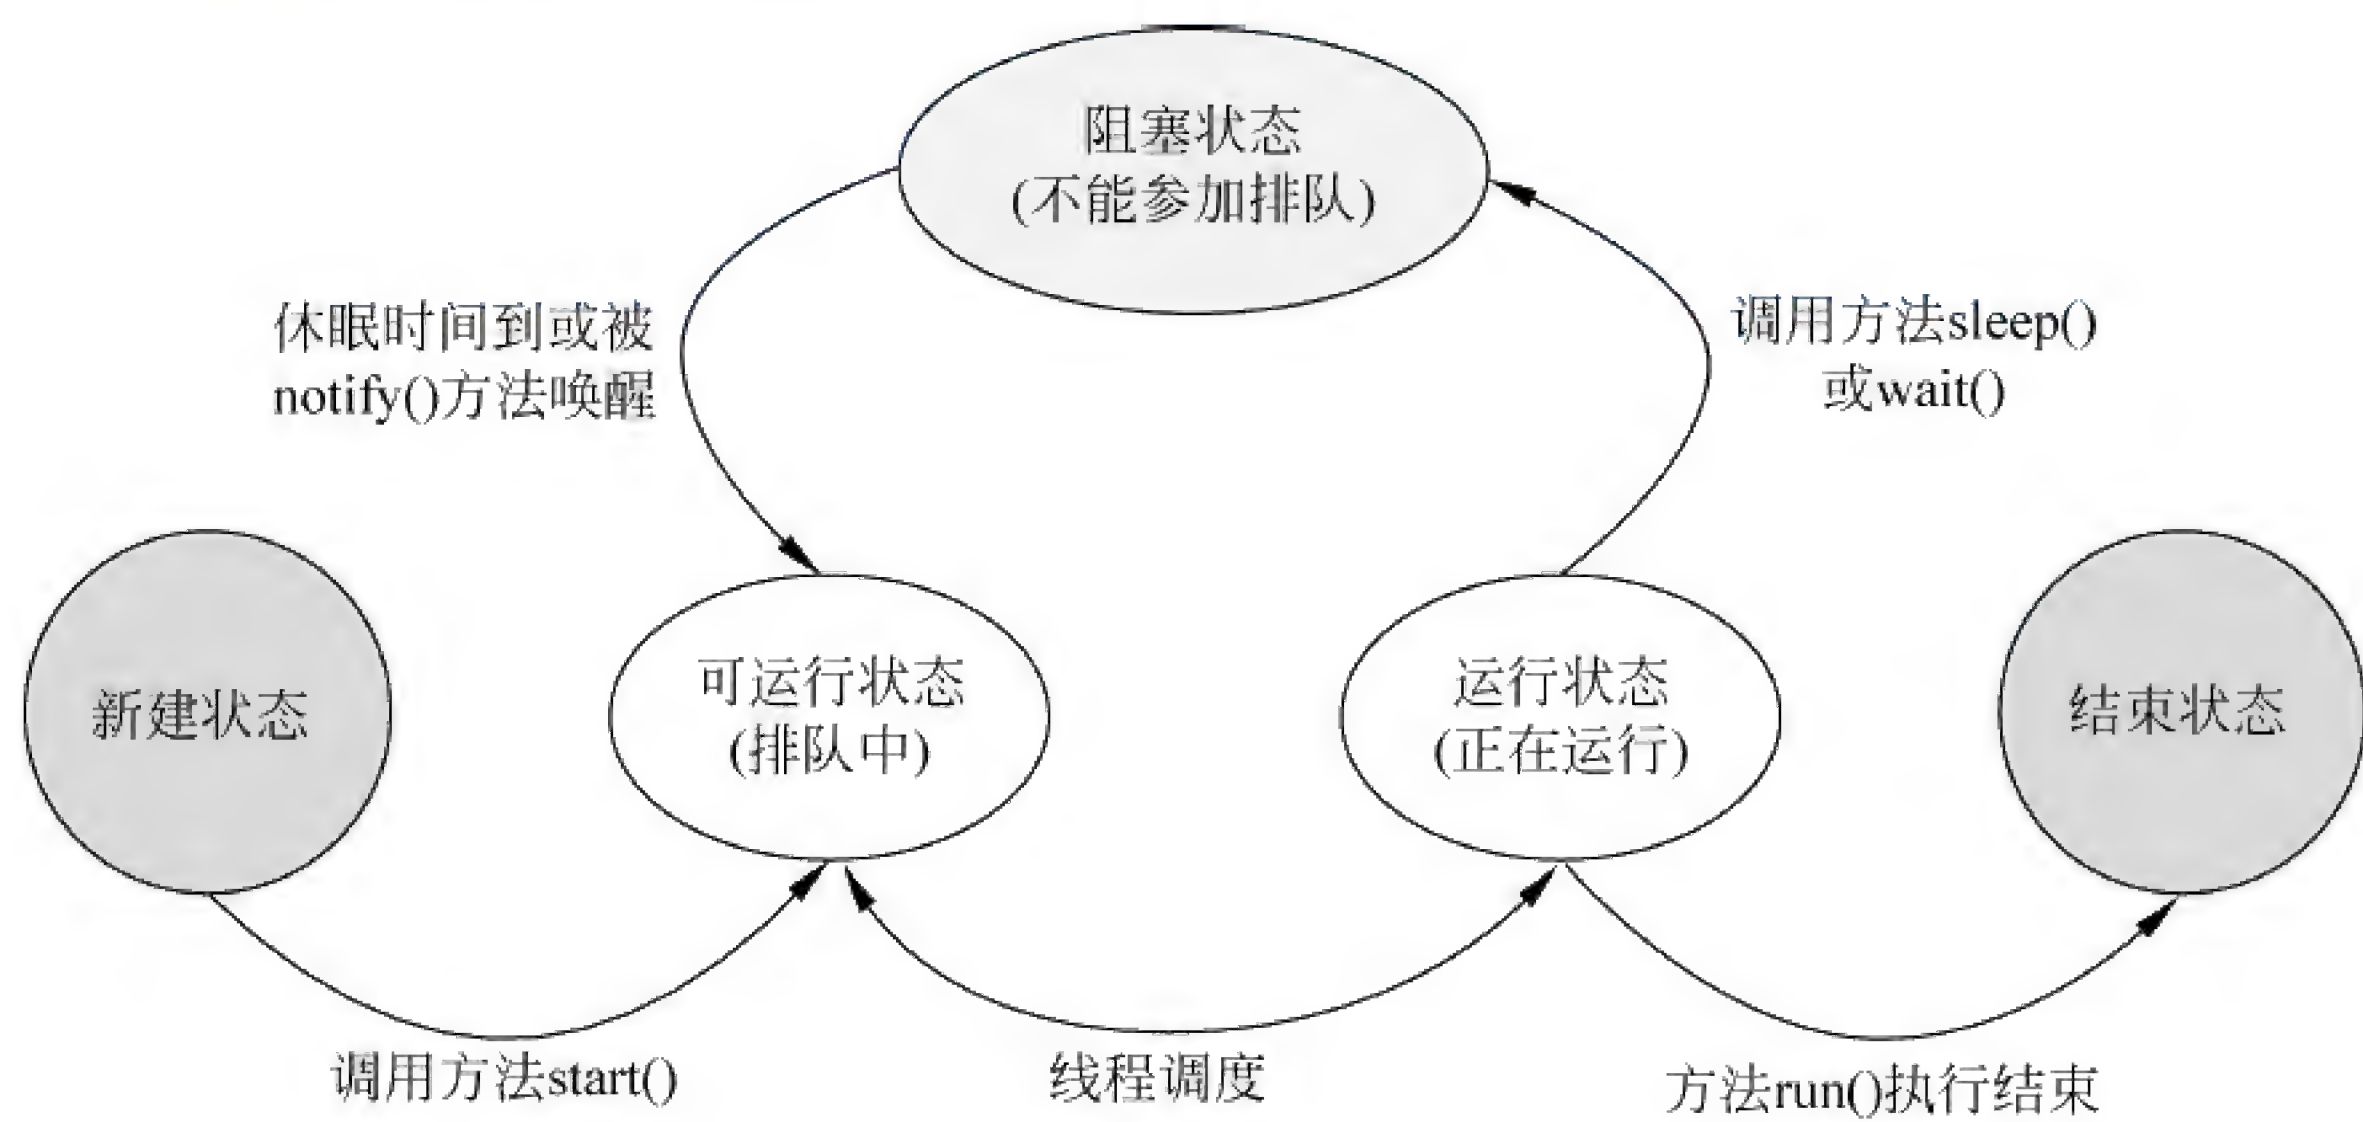 阻塞状态
(不能参加排队)
休眠时间到或被
notify()方法唤醒
调用方法sleep()
或wait()
新建状态
可运行状态
(排队中)
运行状态
(正在运行)
结束状态
调用方法start()
线程调度
方法run()执行结束